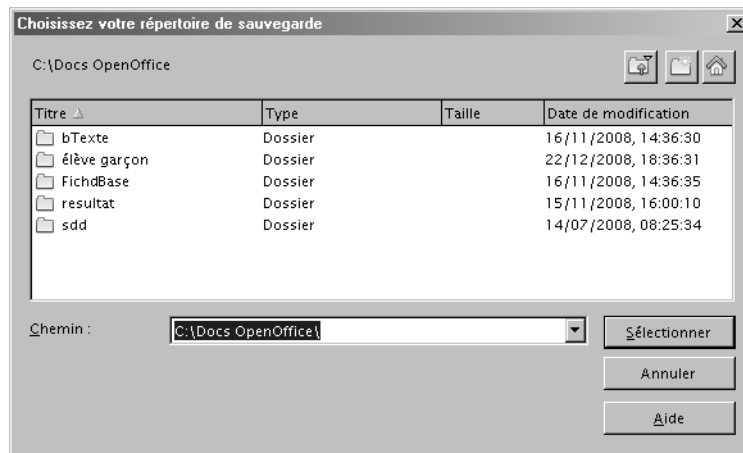 Choisissez votre répertoire de sauvegarde
C:\Docs OpenOffice
Titre Type Taille Date de modification
bTexte Dossier 16/11/2008, 14:36:30
élève garçon Dossier 22/12/2008, 18:36:31
FichdBase Dossier 16/11/2008, 14:36:35
resultat Dossier 15/11/2008, 16:00:10
sdd Dossier 14/07/2008, 08:25:34
Chemin : C:\Docs OpenOffice\ Sélectionner
Annuler
Aide